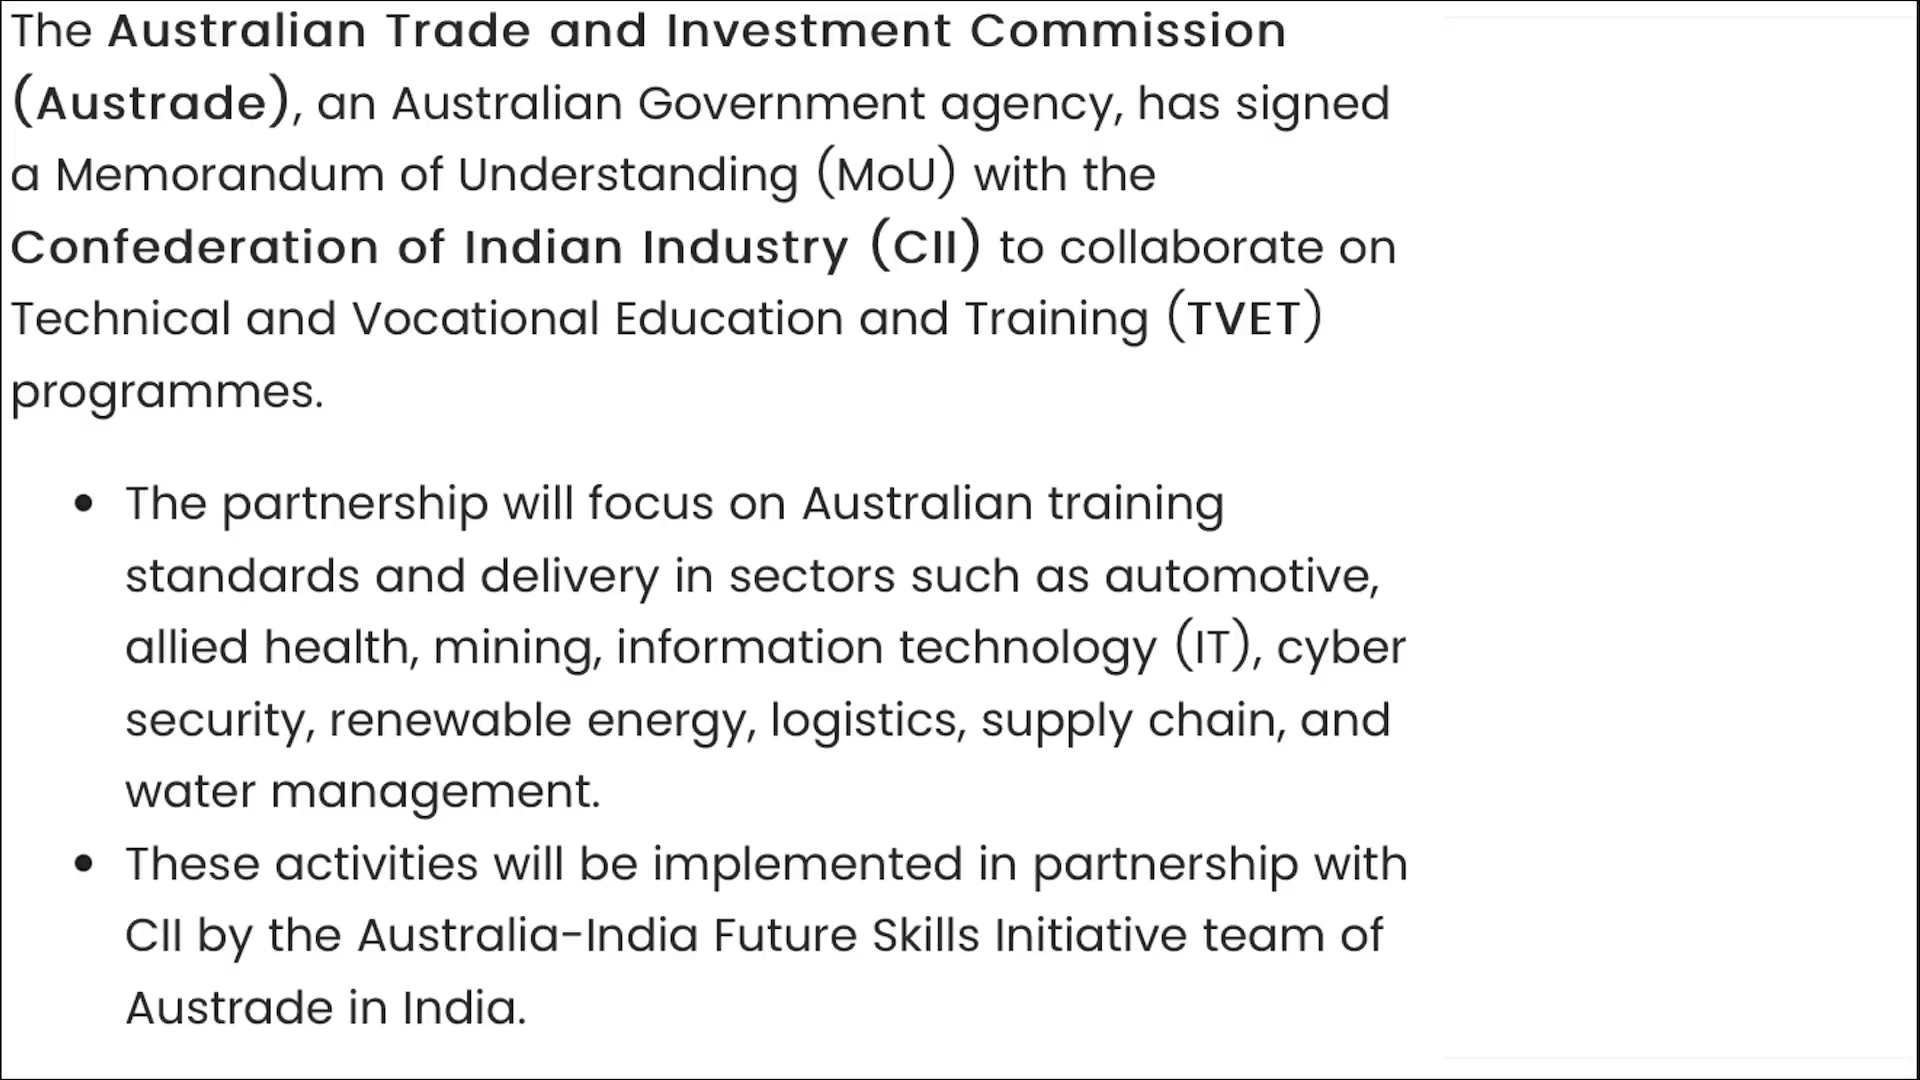 The Australian Trade and Investment Commission
(Austrade), an Australian Government agency, has signed
a Memorandum of Understanding (MoU) with the
Confederation of Indian Industry (CII) to collaborate on
Technical and Vocational Education and Training (TVET)
programmes.
• The partnership will focus on Australian training
standards and delivery in sectors such as automotive,
allied health, mining, information technology (IT), cyber
security, renewable energy, logistics, supply chain, and
water management.
• These activities will be implemented in partnership with
CII by the Australia-India Future Skills Initiative team of
Austrade in India.